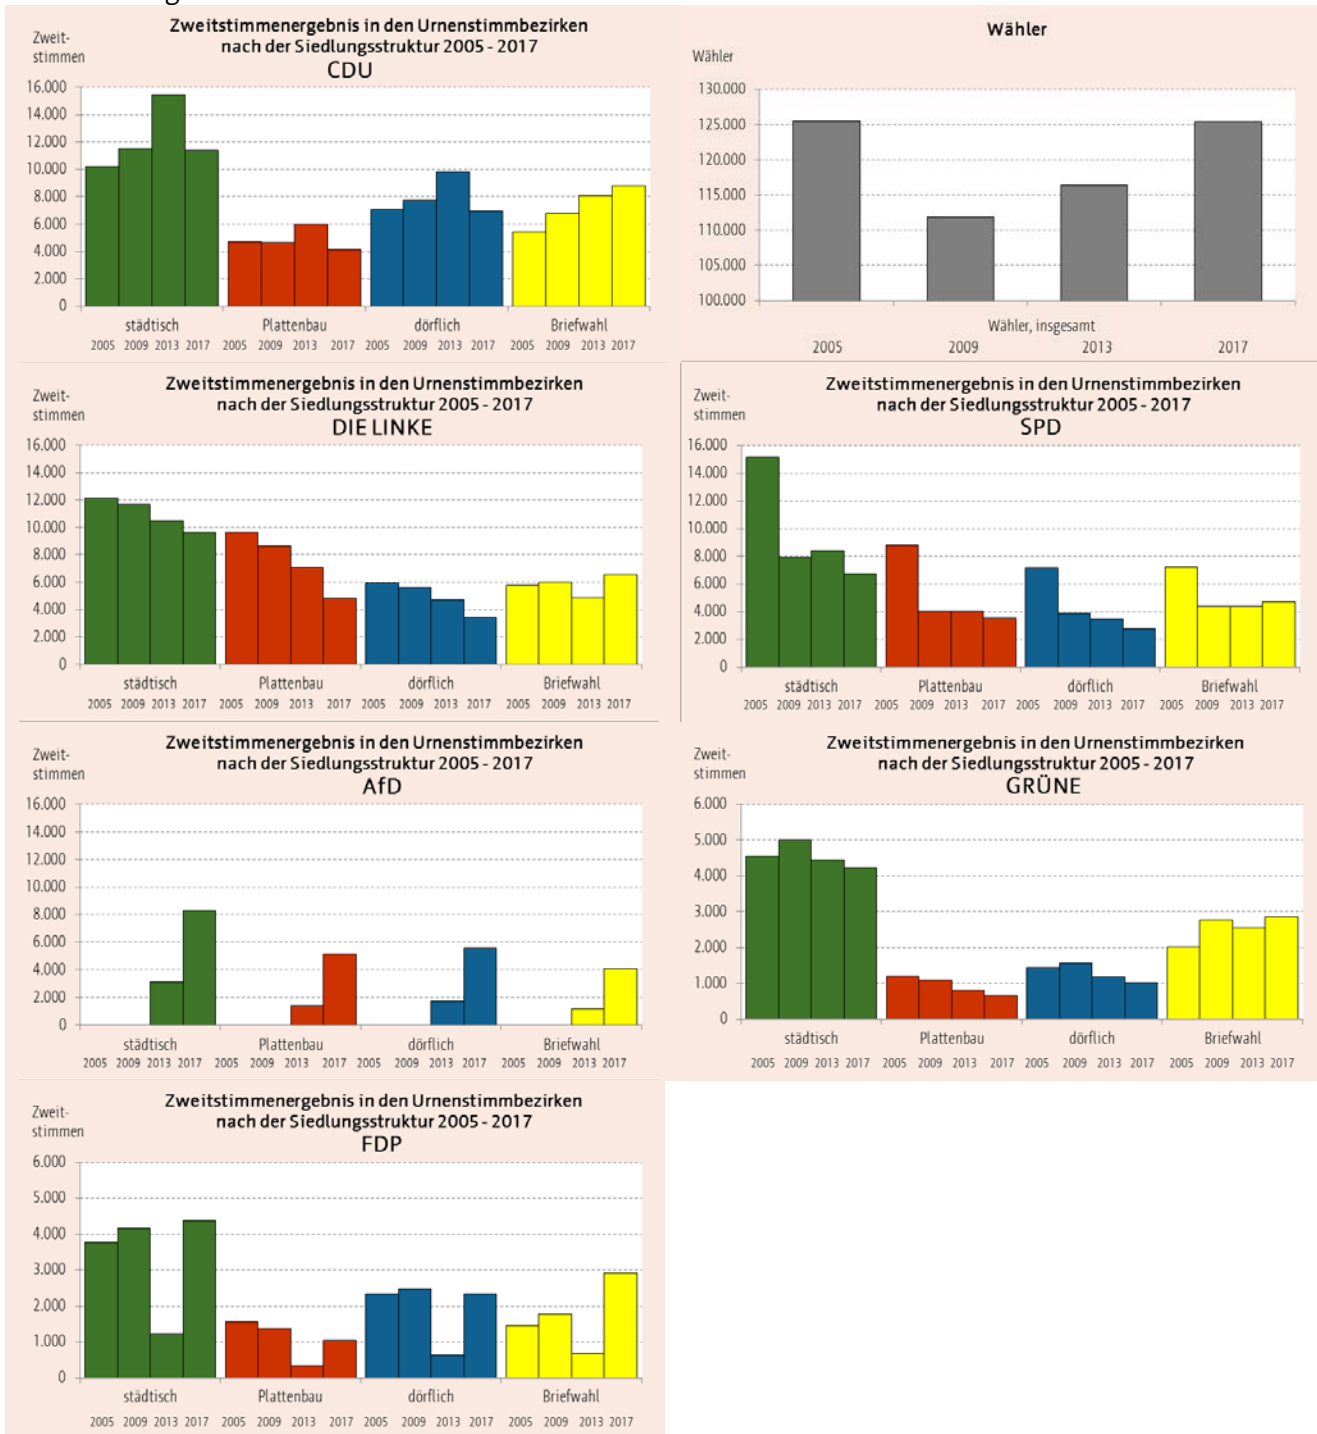 Zweitstimmenergebnis in den Urnenstimmbezirken
nach der Siedlungsstruktur 2005 - 2017
CDU
Zweit-
stimmen
16.000
14.000
12.000
10.000
8.000
6.000
4.000
2.000
0
städtisch Plattenbau dörflich Briefwahl
2005 2009 2013 2017 2005 2009 2013 2017 2005 2009 2013 2017 2005 2009 2013 2017
Wähler
Wähler
130.000
125.000
120.000
115.000
110.000
105.000
100.000
Wähler, insgesamt
2005 2009 2013 2017
Zweitstimmenergebnis in den Urnenstimmbezirken
nach der Siedlungsstruktur 2005 - 2017
DIE LINKE
Zweit-
stimmen
16.000
14.000
12.000
10.000
8.000
6.000
4.000
2.000
0
städtisch Plattenbau dörflich Briefwahl
2005 2009 2013 2017 2005 2009 2013 2017 2005 2009 2013 2017 2005 2009 2013 2017
Zweitstimmenergebnis in den Urnenstimmbezirken
nach der Siedlungsstruktur 2005 - 2017
SPD
Zweit-
stimmen
16.000
14.000
12.000
10.000
8.000
6.000
4.000
2.000
0
städtisch Plattenbau dörflich Briefwahl
2005 2009 2013 2017 2005 2009 2013 2017 2005 2009 2013 2017 2005 2009 2013 2017
Zweitstimmenergebnis in den Urnenstimmbezirken
nach der Siedlungsstruktur 2005 - 2017
AfD
Zweit-
stimmen
16.000
14.000
12.000
10.000
8.000
6.000
4.000
2.000
0
städtisch Plattenbau dörflich Briefwahl
2005 2009 2013 2017 2005 2009 2013 2017 2005 2009 2013 2017 2005 2009 2013 2017
Zweitstimmenergebnis in den Urnenstimmbezirken
nach der Siedlungsstruktur 2005 - 2017
GRÜNE
Zweit-
stimmen
6.000
5.000
4.000
3.000
2.000
1.000
0
städtisch Plattenbau dörflich Briefwahl
2005 2009 2013 2017 2005 2009 2013 2017 2005 2009 2013 2017 2005 2009 2013 2017
Zweitstimmenergebnis in den Urnenstimmbezirken
nach der Siedlungsstruktur 2005 - 2017
FDP
Zweit-
stimmen
6.000
5.000
4.000
3.000
2.000
1.000
0
städtisch Plattenbau dörflich Briefwahl
2005 2009 2013 2017 2005 2009 2013 2017 2005 2009 2013 2017 2005 2009 2013 2017